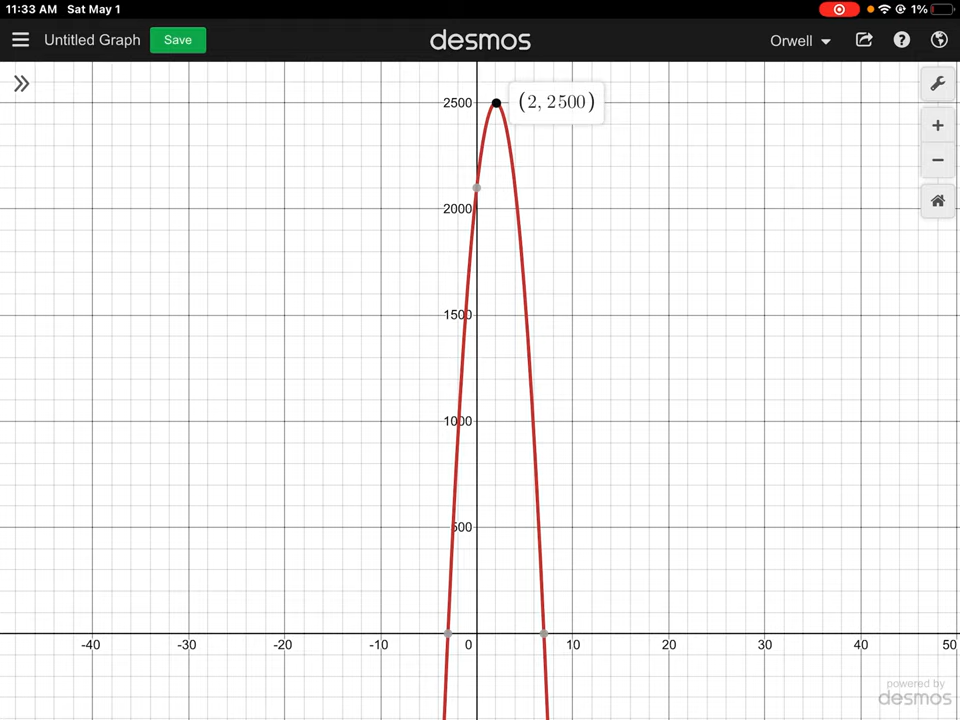 11:33 AM Sat May 1 1%
Untitled Graph Save desmos Orwell ?
2500 (2, 2500)
2000
1500
1000
500
-40 -30 -20 -10 0 10 20 30 40 50
powered by
desmos